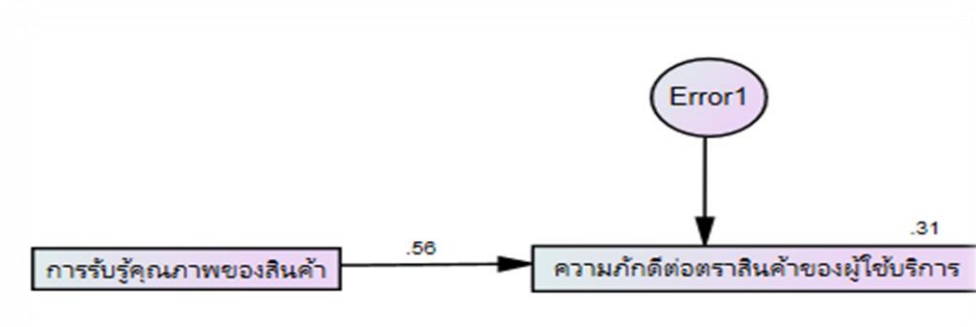 Error1
.31
.56
การรับรู้คุณภาพของสินค้า
ความภักดีต่อตราสินค้าของผู้ใช้บริการ